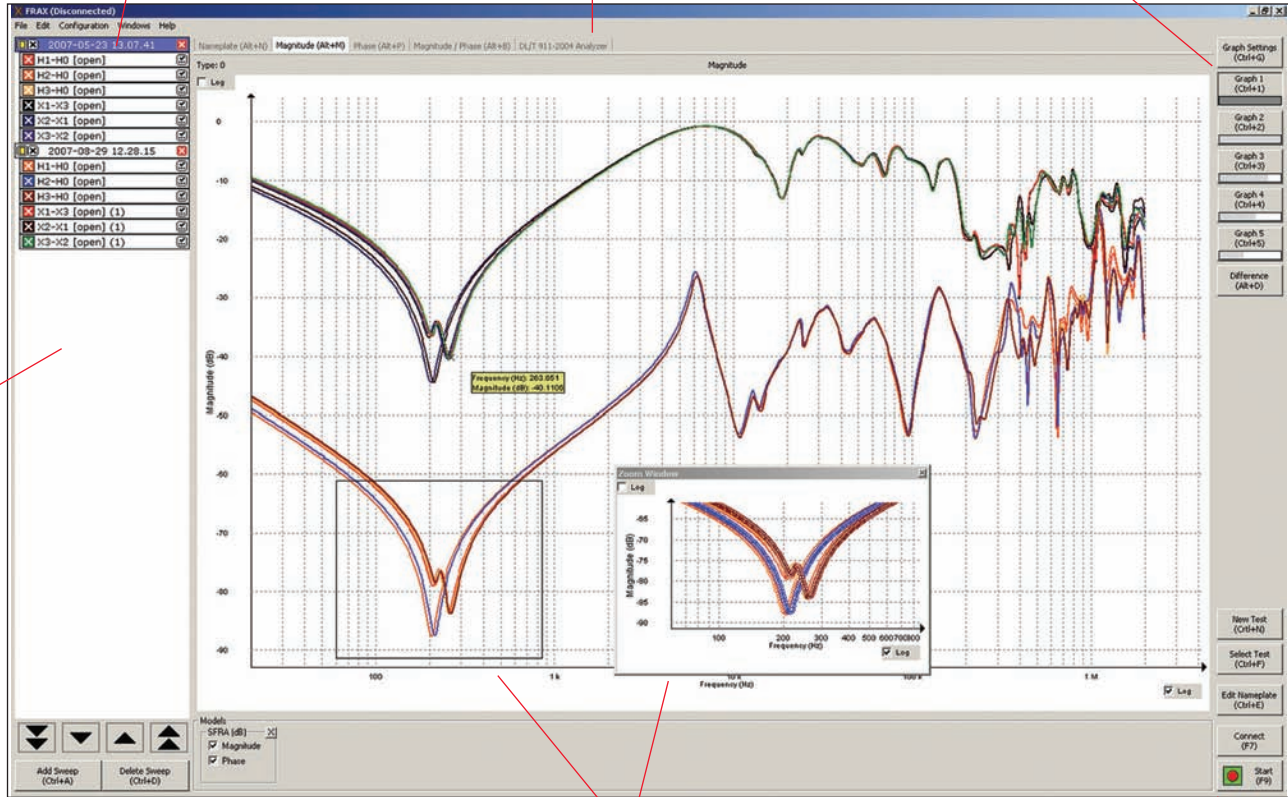 FRAX (Disconnected)
File Edit Configuration Windows Help
2007-05-23 13.07.41
H1-H0 [open]
H2-H0 [open]
H3-H0 [open]
X1-X3 [open]
X2-X1 [open]
X3-X2 [open]
2007-08-29 12.28.15
H1-H0 [open]
H2-H0 [open]
H3-H0 [open]
X1-X3 [open] (1)
X2-X1 [open] (1)
X3-X2 [open] (1)
Add Sweep
(Ctrl+A)
Delete Sweep
(Ctrl+D)
Nameplate (Alt+N) Magnitude (Alt+M) Phase (Alt+P) Magnitude / Phase (Alt+B) DL/T 911-2004 Analyzer
Type: 0
Magnitude
Log
0
-10
-20
-30
-40
-50
-60
-70
-80
-90
Magnitude (dB)
Frequency (Hz): 263.651
Magnitude (dB): -40.1106
Zoom Window
Log
-65
-70
-75
-80
-85
-90
Magnitude (dB)
100 200 300 400 500 600 700 800
Frequency (Hz)
Log
100 1 k 10 k 100 k 1 M
Frequency (Hz)
Log
Models
SFRA (dB)
Magnitude
Phase
Graph Settings
(Ctrl+G)
Graph 1
(Ctrl+1)
Graph 2
(Ctrl+2)
Graph 3
(Ctrl+3)
Graph 4
(Ctrl+4)
Graph 5
(Ctrl+5)
Difference
(Alt+D)
New Test
(Crtl+N)
Select Test
(Ctrl+F)
Edit Nameplate
(Ctrl+E)
Connect
(F7)
Start
(F9)